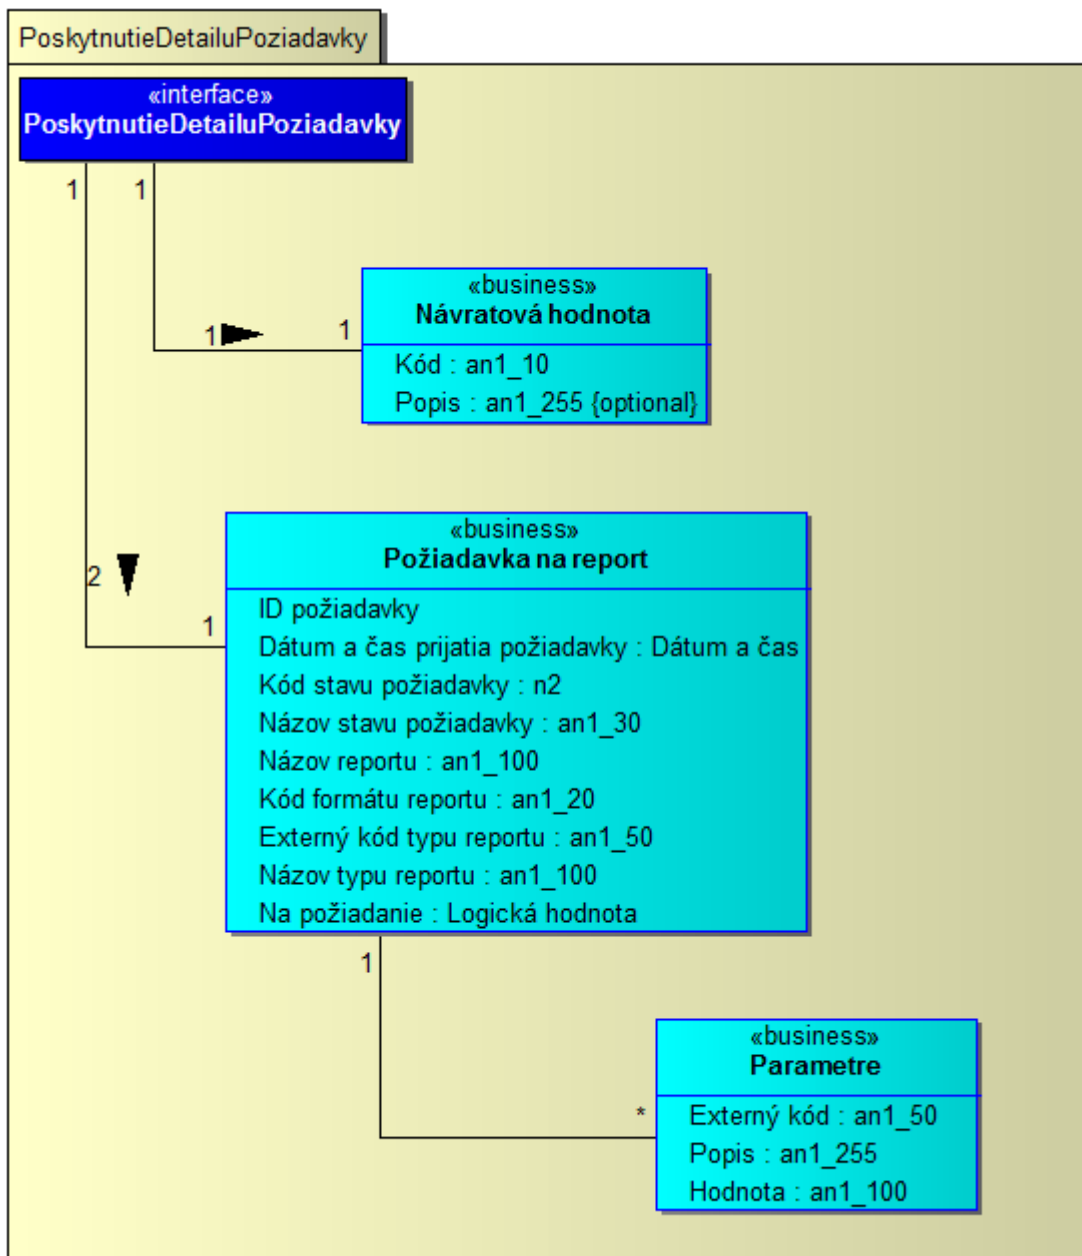 PoskytnutieDetailuPoziadavky
«interface»
PoskytnutieDetailuPoziadavky
1
1
«business»
Návratová hodnota
1
1
Kód : an1_10
Popis : an1_255 {optional}
«business»
Požiadavka na report
2
1
ID požiadavky
Dátum a čas prijatia požiadavky : Dátum a čas
Kód stavu požiadavky : n2
Názov stavu požiadavky : an1_30
Názov reportu : an1_100
Kód formátu reportu : an1_20
Externý kód typu reportu : an1_50
Názov typu reportu : an1_100
Na požiadanie : Logická hodnota
1
«business»
Parametre
*
Externý kód : an1_50
Popis : an1_255
Hodnota : an1_100